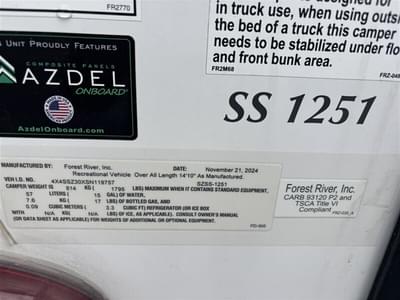 FR2770
designed for
in truck use, when using outsi
the bed of a truck this camper
needs to be stabilized under flo
and front bunk area.
FR2M68
FRZ-048
UNIT PROUDLY FEATURES
COMPOSITE PANELS
AZDEL
ONBOARD®
AzdelOnboard.com
SS 1251
MANUFACTURED BY: Forest River, Inc. November 21, 2024
Recreational Vehicle Over All Length 14'10" As Manufactured.
VEH I.D. NO. 4X4SSZ30XSN119757 SZSS-1251
CAMPER WEIGHT IS 814 KG 1795 LBS MAXIMUM WHEN IT CONTAINS STANDARD EQUIPMENT,
57 LITERS 15 GAL) OF WATER,
7.6 KG LBS OF BOTTLED GAS, AND
0.09 CUBIC METERS 3.3 CUBIC FT) REFRIGERATOR (OR ICE BOX
WITH N/A KG N/A LBS OF ICE, AS APPLICABLE). CONSULT OWNER'S MANUAL
(OR DATA SHEET AS APPLICABLE) FOR WEIGHTS OF ADDITIONAL OR OPTIONAL EQUIPMENT.
Forest River, Inc.
CARB 93120 P2 and
TSCA Title VI
Compliant